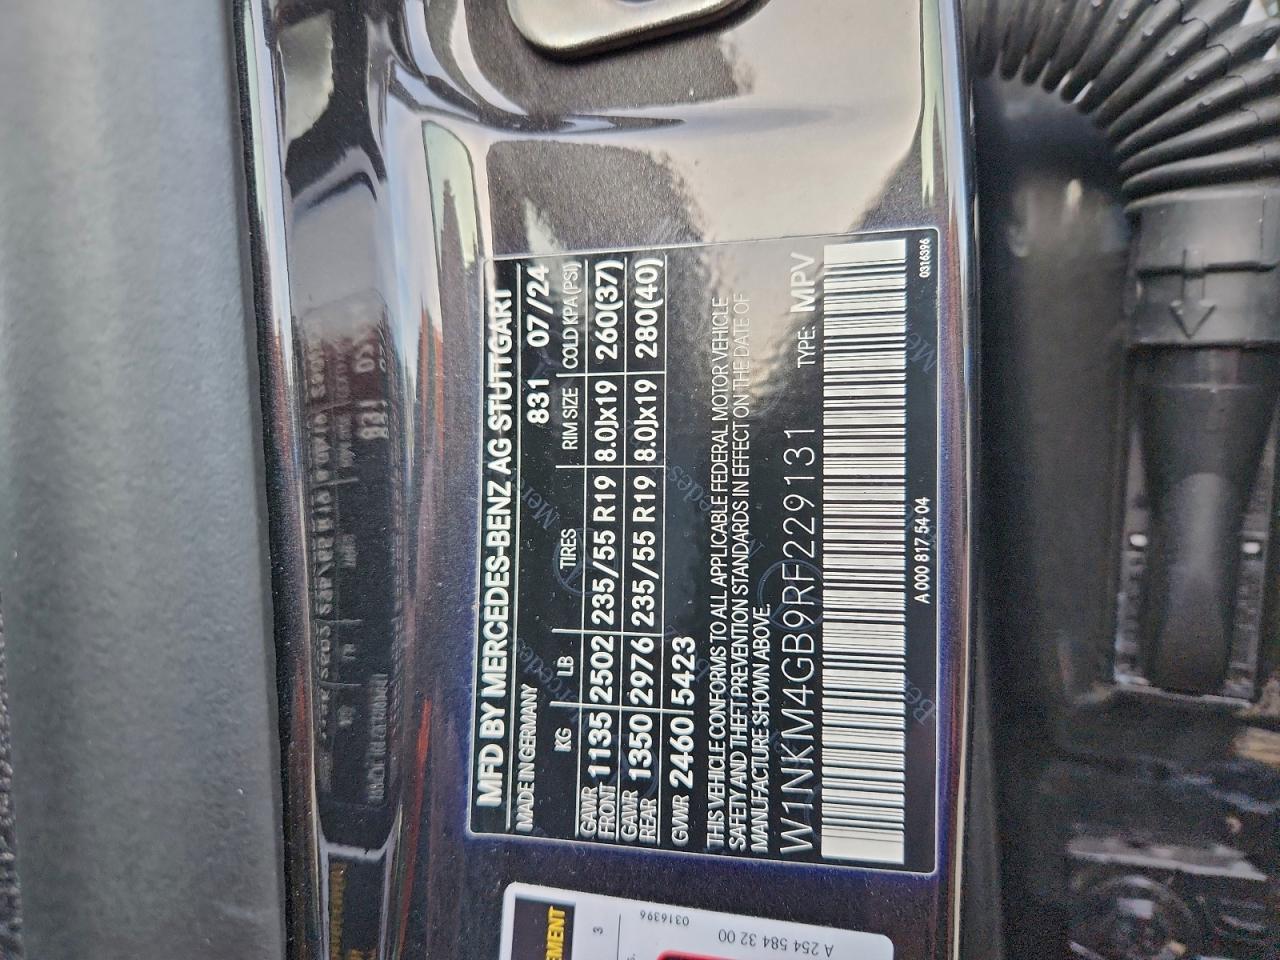 MFD BY MERCEDES-BENZ AG STUTTGART
MADE IN GERMANY 831 07/24
KG LB TIRES RIM SIZE COLD KPA (PSI)
GAWR FRONT 1135 2502 235/55 R19 8.0Jx19 260(37)
GAWR REAR 1350 2976 235/55 R19 8.0Jx19 280(40)
GVWR 2460 5423
THIS VEHICLE CONFORMS TO ALL APPLICABLE FEDERAL MOTOR VEHICLE
SAFETY AND THEFT PREVENTION STANDARDS IN EFFECT ON THE DATE OF
MANUFACTURE SHOWN ABOVE.
W1NKM4GB9RF229131 TYPE: MPV
A 000 817 54 04 0316396
EMENT
3
0316396
A 254 584 32 00